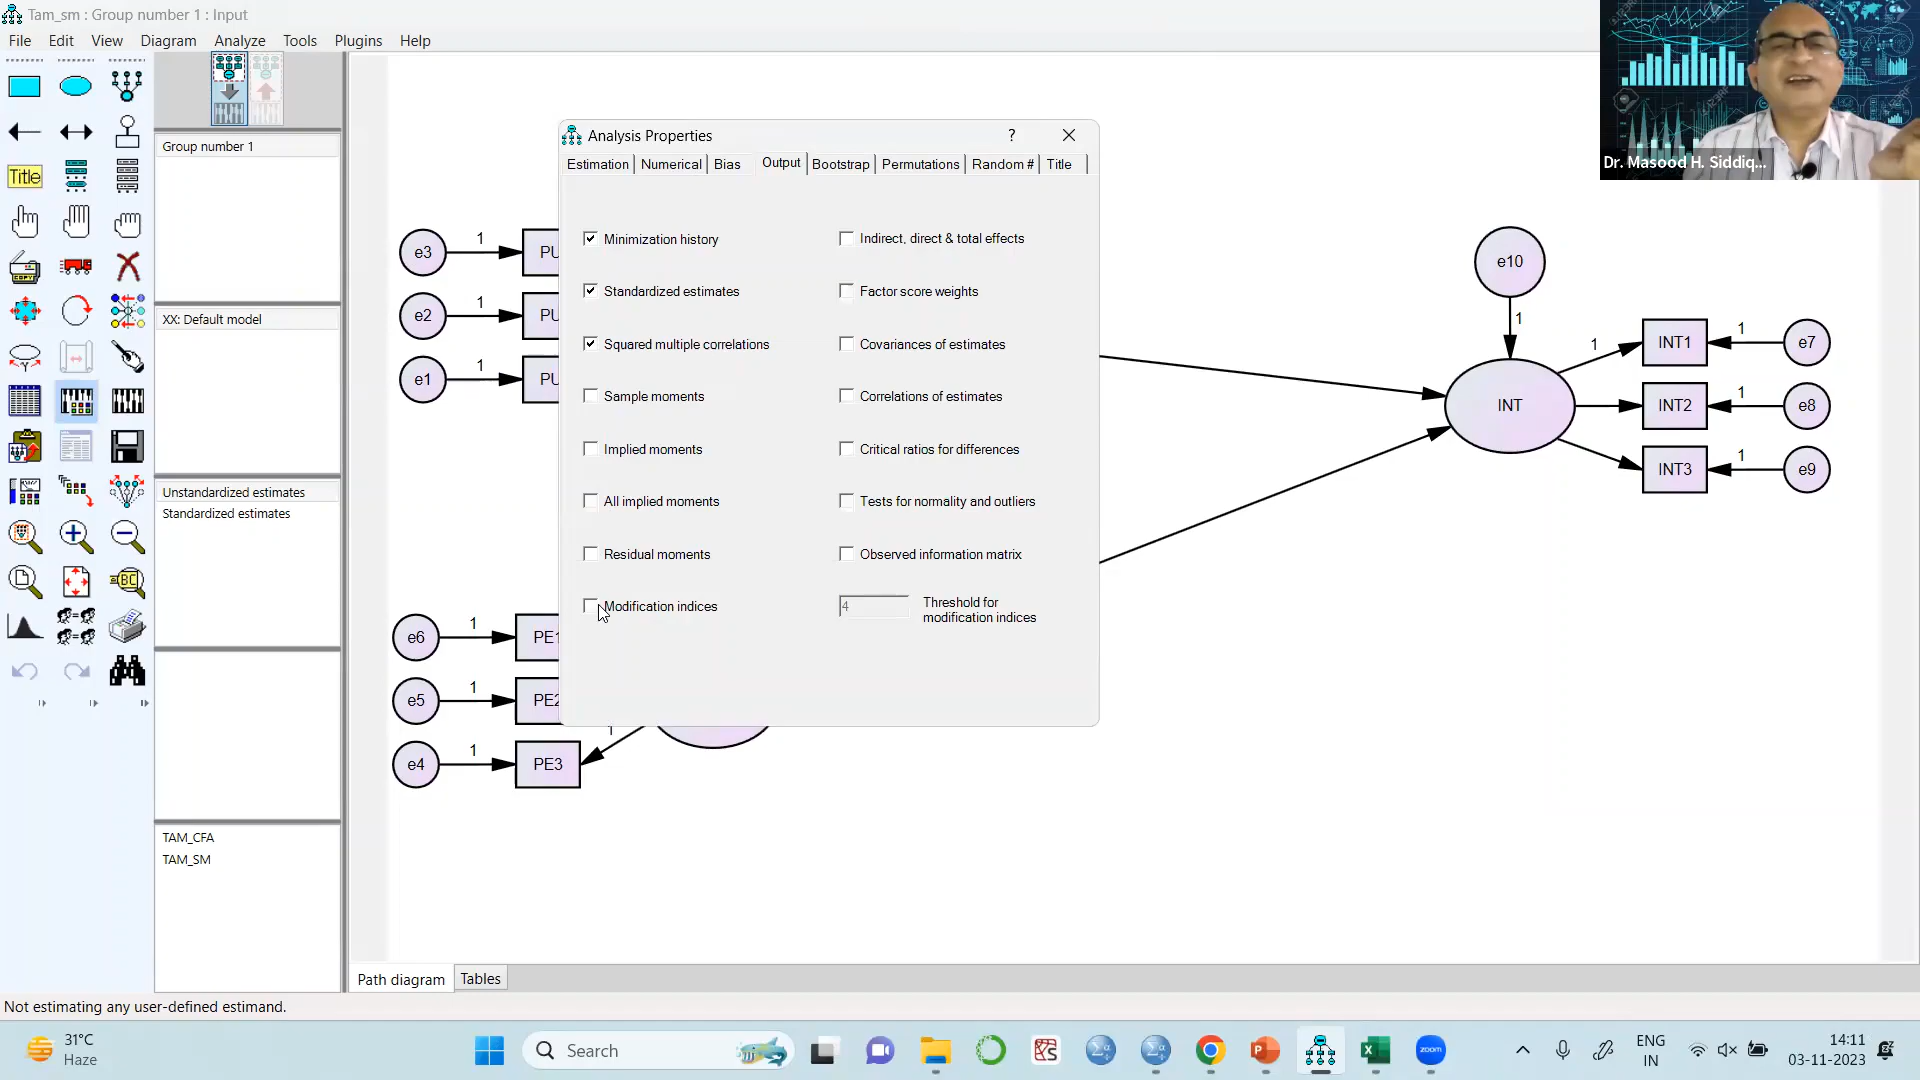 Tam_sm : Group number 1 : Input
File Edit View Diagram Analyze Tools Plugins Help
Dr. Masood H. Siddiq...
Title
Group number 1
XX: Default model
Unstandardized estimates
Standardized estimates
TAM_CFA
TAM_SM
Analysis Properties ?
Estimation Numerical Bias Output Bootstrap Permutations Random # Title
Minimization history
Indirect, direct & total effects
Standardized estimates
Factor score weights
Squared multiple correlations
Covariances of estimates
Sample moments
Correlations of estimates
Implied moments
Critical ratios for differences
All implied moments
Tests for normality and outliers
Residual moments
Observed information matrix
Modification indices
4
Threshold for
modification indices
e3 1 PU
e2 1 PU
e1 1 PU
e6 1 PE1
e5 1 PE2
e4 1 PE3
1
e10
1
INT
1
INT1 1 e7
INT2 1 e8
INT3 1 e9
Path diagram Tables
Not estimating any user-defined estimand.
31°C
Haze
Search
zoom
ENG
IN
14:11
03-11-2023